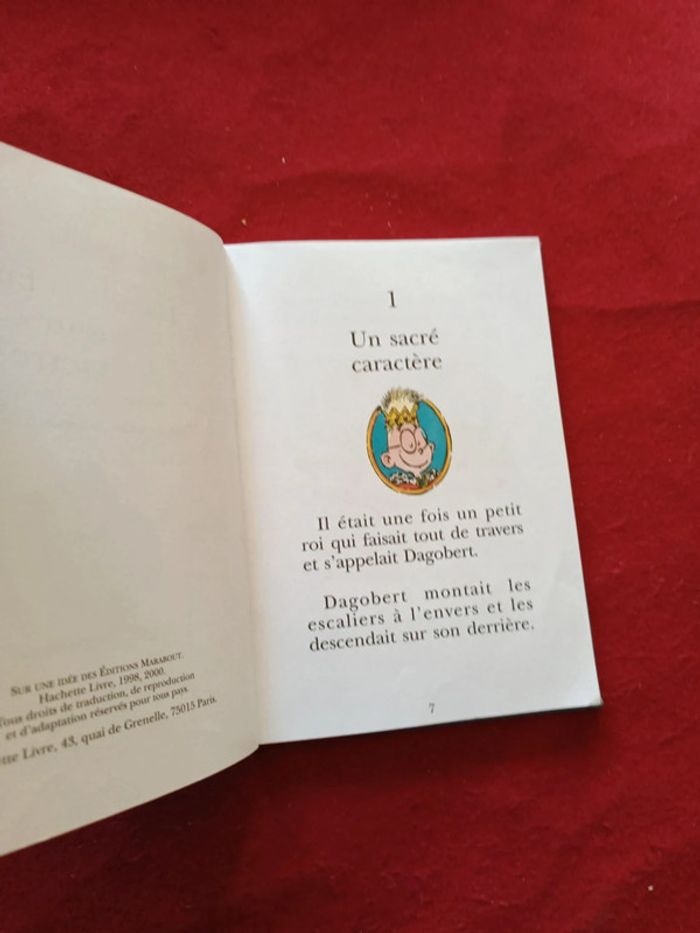 SUR UNE IDÉE DES ÉDITIONS MARABOUT.
Hachette Livre, 1998, 2000.
Tous droits de traduction, de reproduction
et d'adaptation réservés pour tous pays.
Livre, 43, quai de Grenelle, 75015 Paris.
1
Un sacré
caractère
Il était une fois un petit
roi qui faisait tout de travers
et s'appelait Dagobert.
Dagobert montait les
escaliers à l'envers et les
descendait sur son derrière.
7